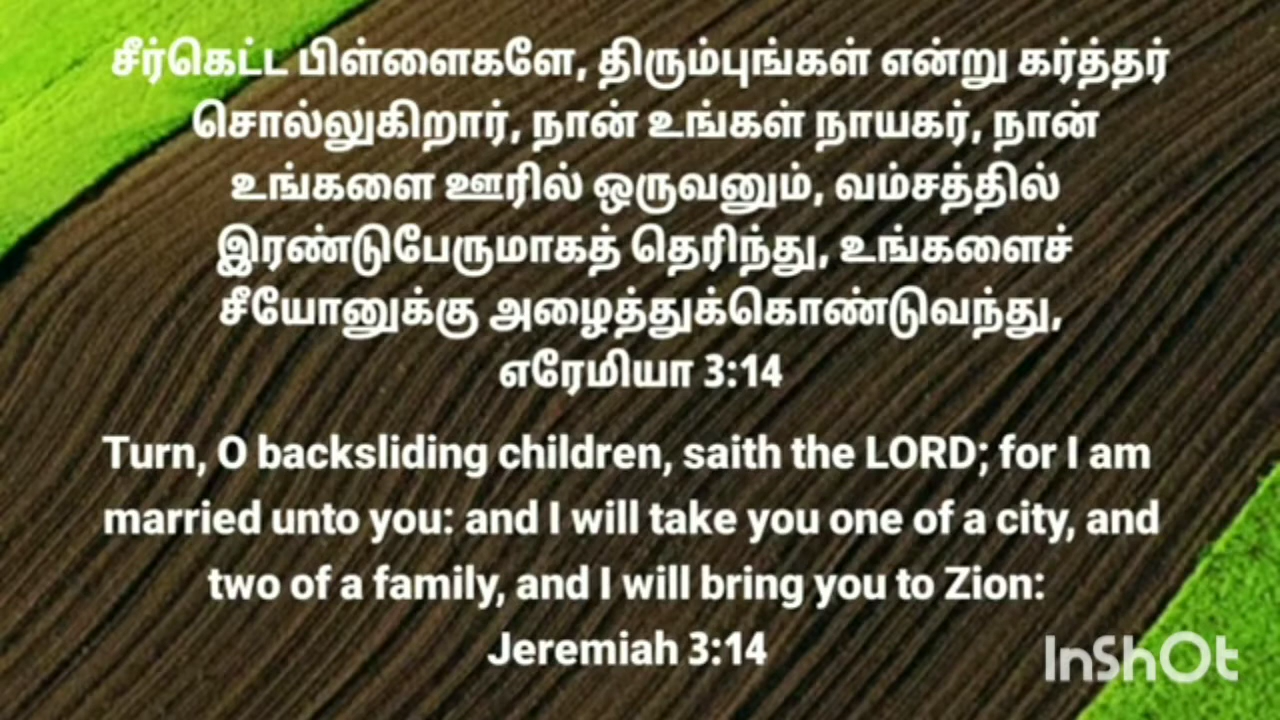 சீர்கெட்ட பிள்ளைகளே, திரும்புங்கள் என்று கர்த்தர்
சொல்லுகிறார், நான் உங்கள் நாயகர், நான்
உங்களை ஊரில் ஒருவனும், வம்சத்தில்
இரண்டுபேருமாகத் தெரிந்து, உங்களைச்
சீயோனுக்கு அழைத்துக்கொண்டுவந்து,
எரேமியா 3:14
Turn, O backsliding children, saith the LORD; for I am
married unto you: and I will take you one of a city, and
two of a family, and I will bring you to Zion:
Jeremiah 3:14
InShOt